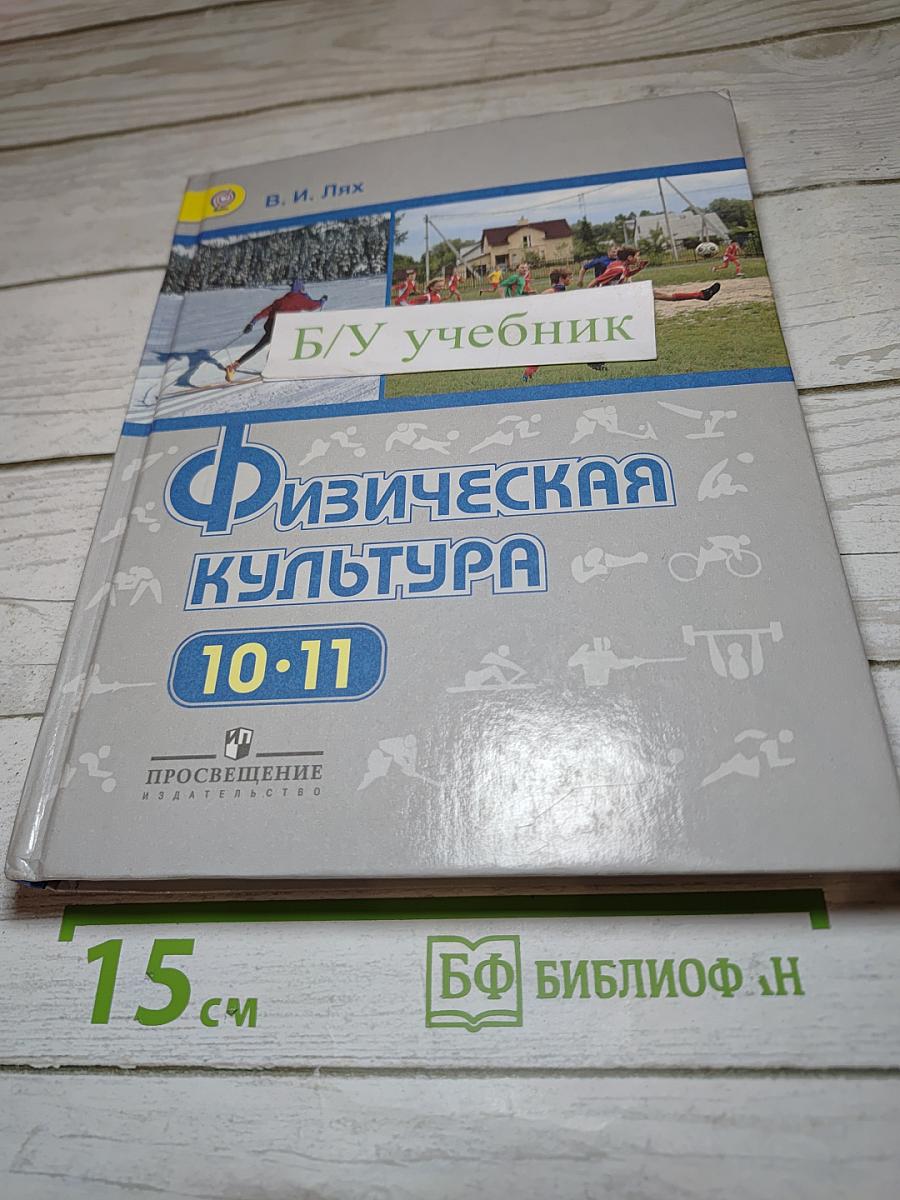 В. И. Лях
Б/У учебник
Физическая
культура
10•11
ПРОСВЕЩЕНИЕ
ИЗДАТЕЛЬСТВО
15 см
БФ БИБЛИОФ